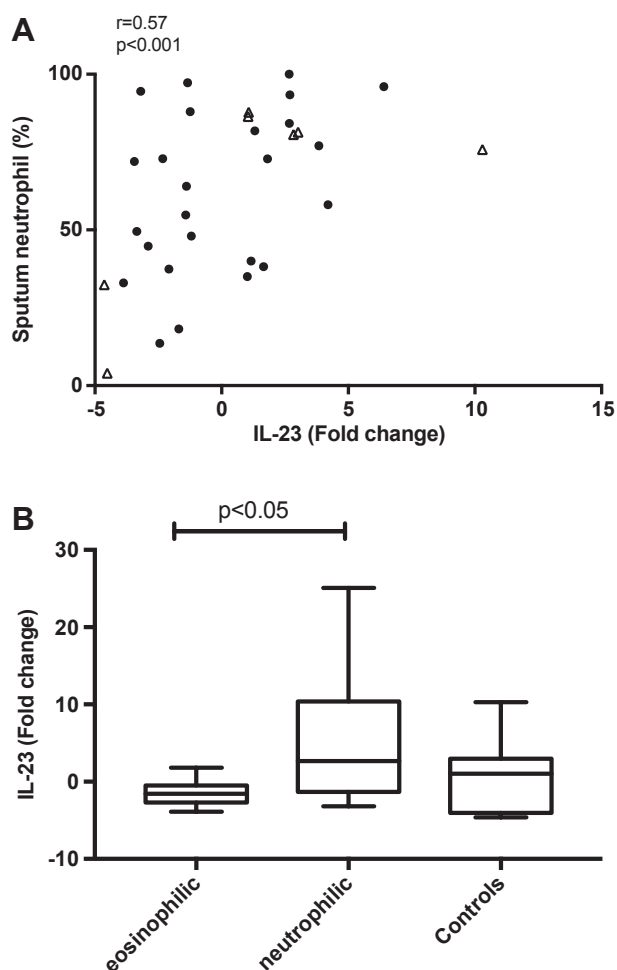 A
r=0.57
p<0.001
100
50
0
Sputum neutrophil (%)
-5
0
5
10
15
IL-23 (Fold change)
B
p<0.05
30
20
10
0
-10
IL-23 (Fold change)
eosinophilic
neutrophilic
Controls